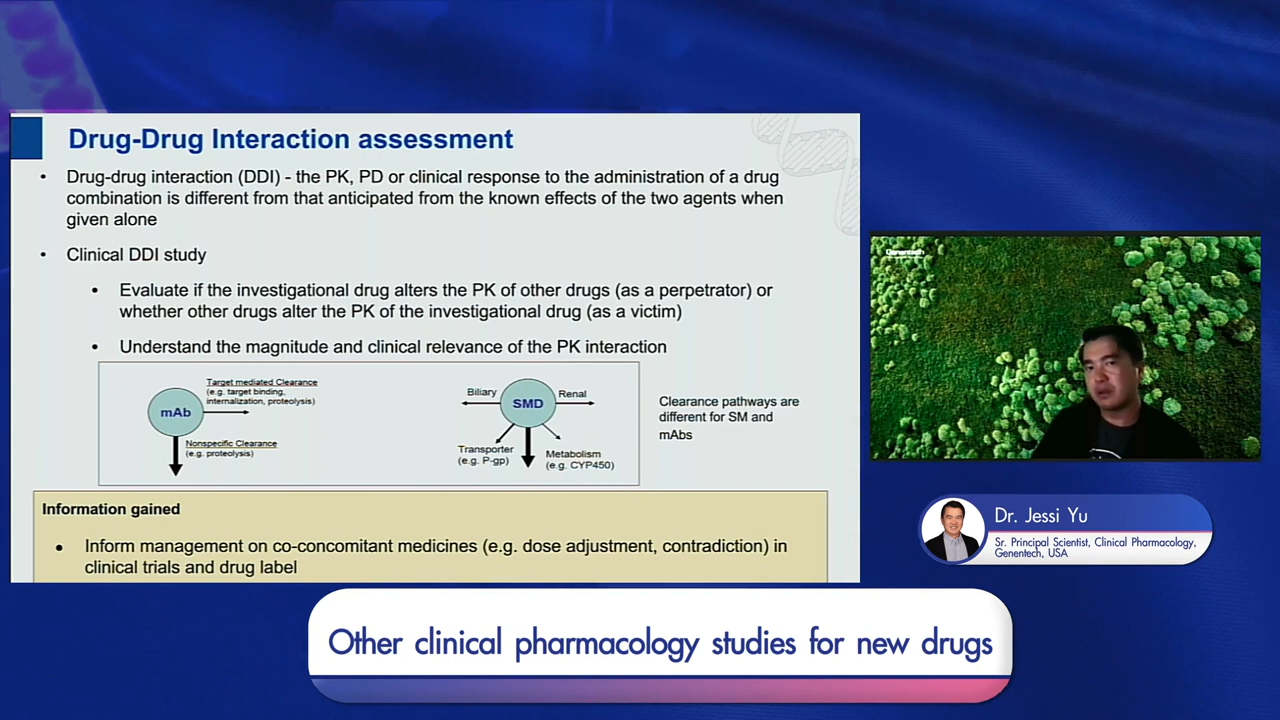 Drug-Drug Interaction assessment
• Drug-drug interaction (DDI) - the PK, PD or clinical response to the administration of a drug
combination is different from that anticipated from the known effects of the two agents when
given alone
• Clinical DDI study
• Evaluate if the investigational drug alters the PK of other drugs (as a perpetrator) or
whether other drugs alter the PK of the investigational drug (as a victim)
• Understand the magnitude and clinical relevance of the PK interaction
mAb
Target mediated Clearance
(e.g. target binding,
internalization, proteolysis)
Nonspecific Clearance
(e.g. proteolysis)
SMD
Biliary
Renal
Transporter
(e.g. P-gp)
Metabolism
(e.g. CYP450)
Clearance pathways are
different for SM and
mAbs
Information gained
• Inform management on co-concomitant medicines (e.g. dose adjustment, contradiction) in
clinical trials and drug label
Genentech
Dr. Jessi Yu
Sr. Principal Scientist, Clinical Pharmacology,
Genentech, USA
Other clinical pharmacology studies for new drugs